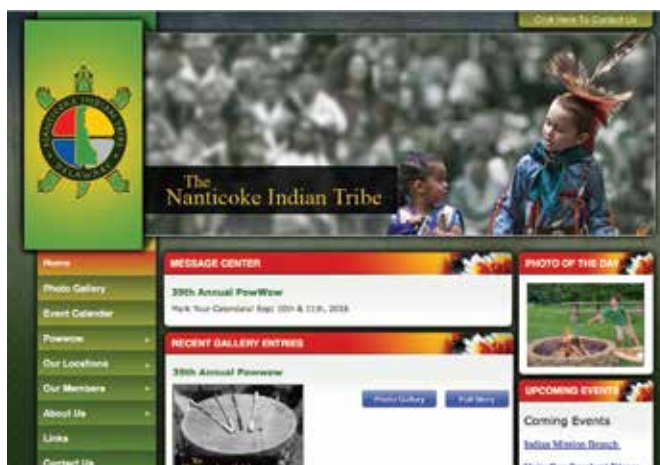 Click Here To Contact Us
NANTICOKE INDIAN TRIBE
DELAWARE
The
Nanticoke Indian Tribe
Home
Photo Gallery
Event Calender
Powwow
Our Locations
Our Members
About Us
Links
Contact Us
MESSAGE CENTER
39th Annual PowWow
Mark Your Calendars! Sept 10th & 11th, 2016
RECENT GALLERY ENTRIES
39th Annual Powwow
Photo Gallery
Full Story
The
PHOTO OF THE DAY
UPCOMING EVENTS
Coming Events
Indian Mission Branch